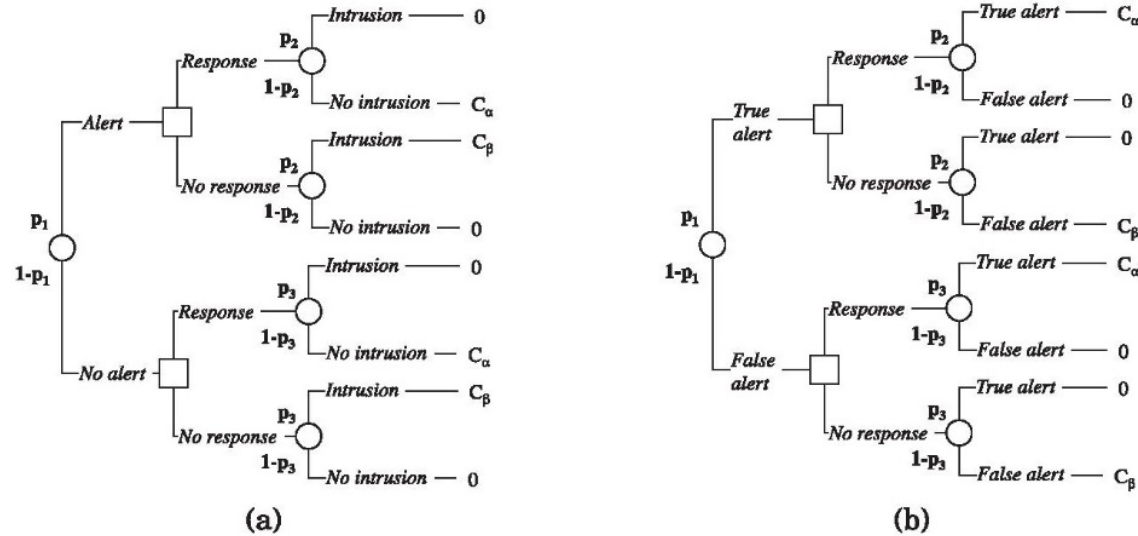 Intrusion 0
p2
Response
1-p2
No intrusion Cα
Alert
Intrusion Cβ
p2
No response
1-p2
No intrusion 0
p1
1-p1
Intrusion 0
p3
Response
1-p3
No intrusion Cα
No alert
Intrusion Cβ
p3
No response
1-p3
No intrusion 0
(a)
True alert Cα
p2
Response
1-p2
False alert 0
True
alert
True alert 0
p2
No response
1-p2
False alert Cβ
p1
1-p1
True alert Cα
p3
Response
1-p3
False alert 0
False
alert
True alert 0
p3
No response
1-p3
False alert Cβ
(b)